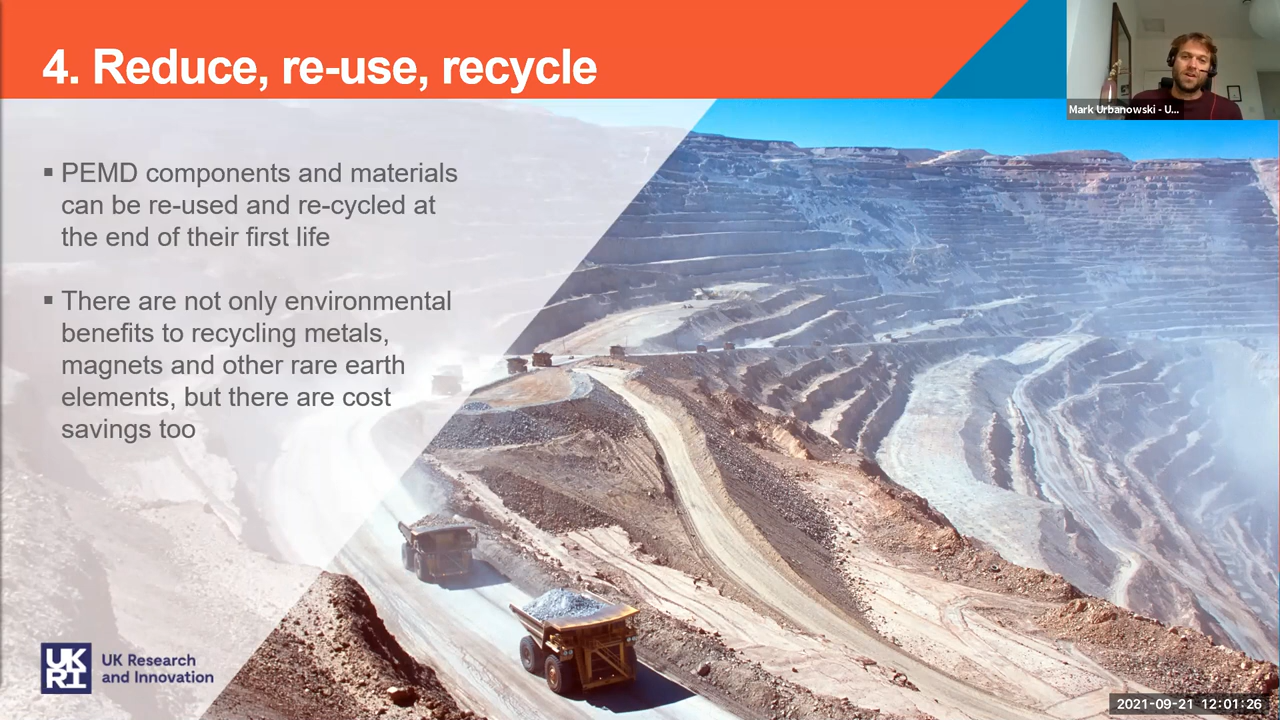 4. Reduce, re-use, recycle
Mark Urbanowski - U...
▪ PEMD components and materials
can be re-used and re-cycled at
the end of their first life
▪ There are not only environmental
benefits to recycling metals,
magnets and other rare earth
elements, but there are cost
savings too
UK
RI
UK Research
and Innovation
2021-09-21 12:01:26